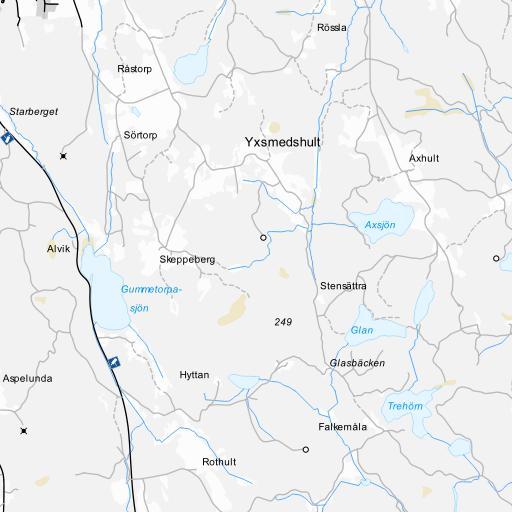 Rössla
Råstorp
Starberget
Sörtorp
Yxsmedshult
Axhult
Axsjön
Alvik
Skeppeberg
Gummetorpa-
sjön
Stensättra
249
Glan
Glasbäcken
Aspelunda
Hyttan
Trehörn
Falkemåla
Rothult